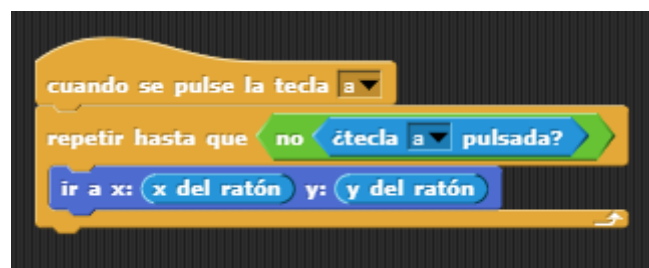 cuando se pulse la tecla a
repetir hasta que no ¿tecla a pulsada?
ir a x: x del ratón y: y del ratón